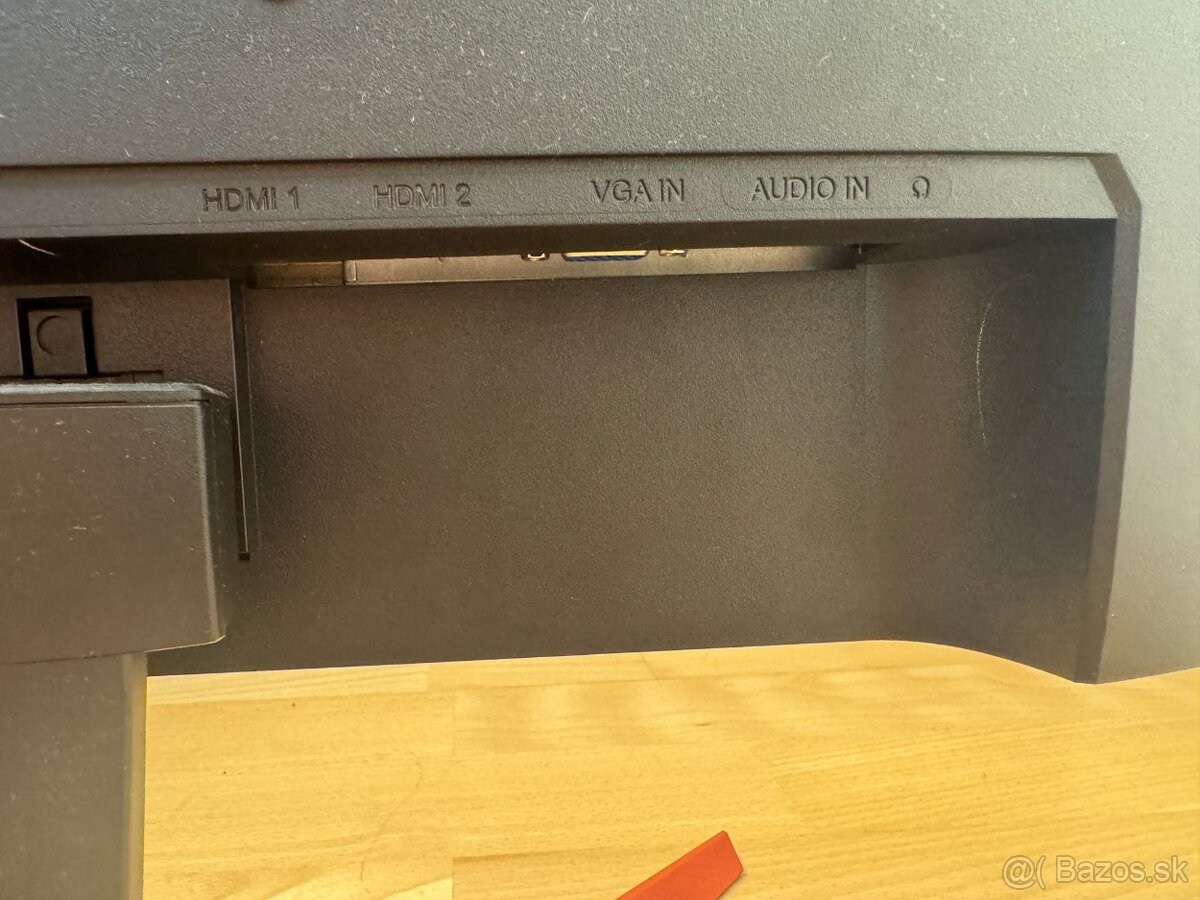 HDMI 1 HDMI 2 VGA IN AUDIO IN
@( Bazos.sk